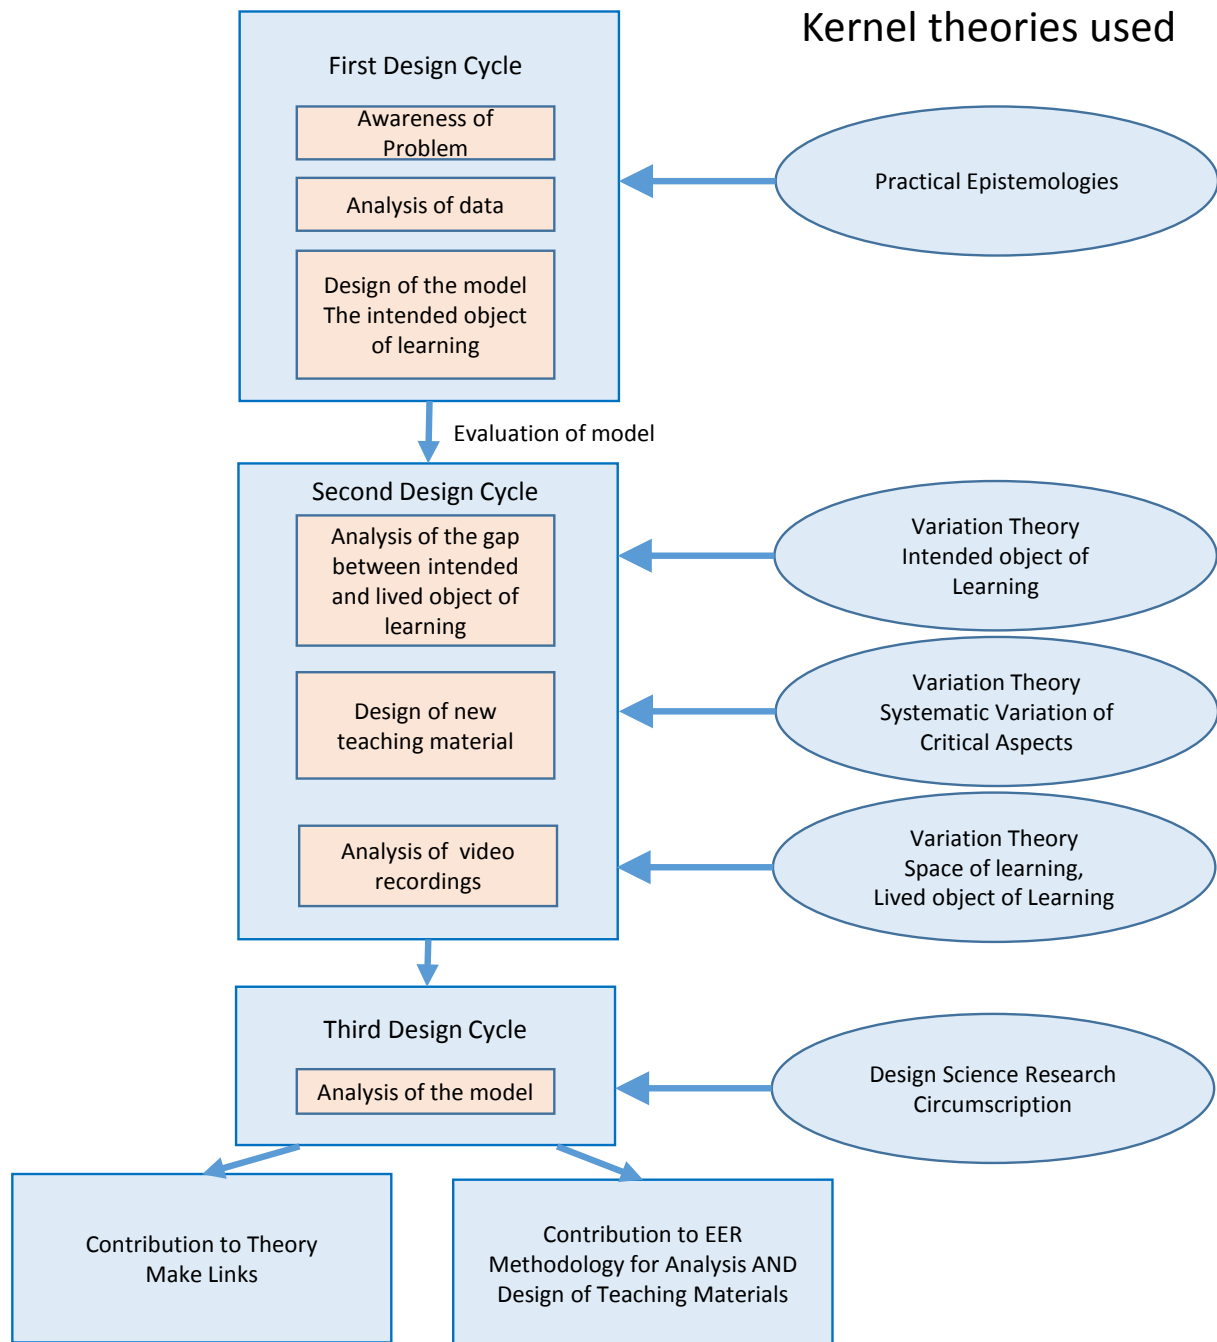 Kernel theories used
First Design Cycle
Awareness of
Problem
Analysis of data
Design of the model
The intended object
of learning
Practical Epistemologies
Evaluation of model
Second Design Cycle
Analysis of the gap
between intended
and lived object of
learning
Variation Theory
Intended object of
Learning
Design of new
teaching material
Variation Theory
Systematic Variation of
Critical Aspects
Analysis of  video
recordings
Variation Theory
Space of learning,
Lived object of Learning
Third Design Cycle
Analysis of the model
Design Science Research
Circumscription
Contribution to Theory
Make Links
Contribution to EER
Methodology for Analysis AND
Design of Teaching Materials